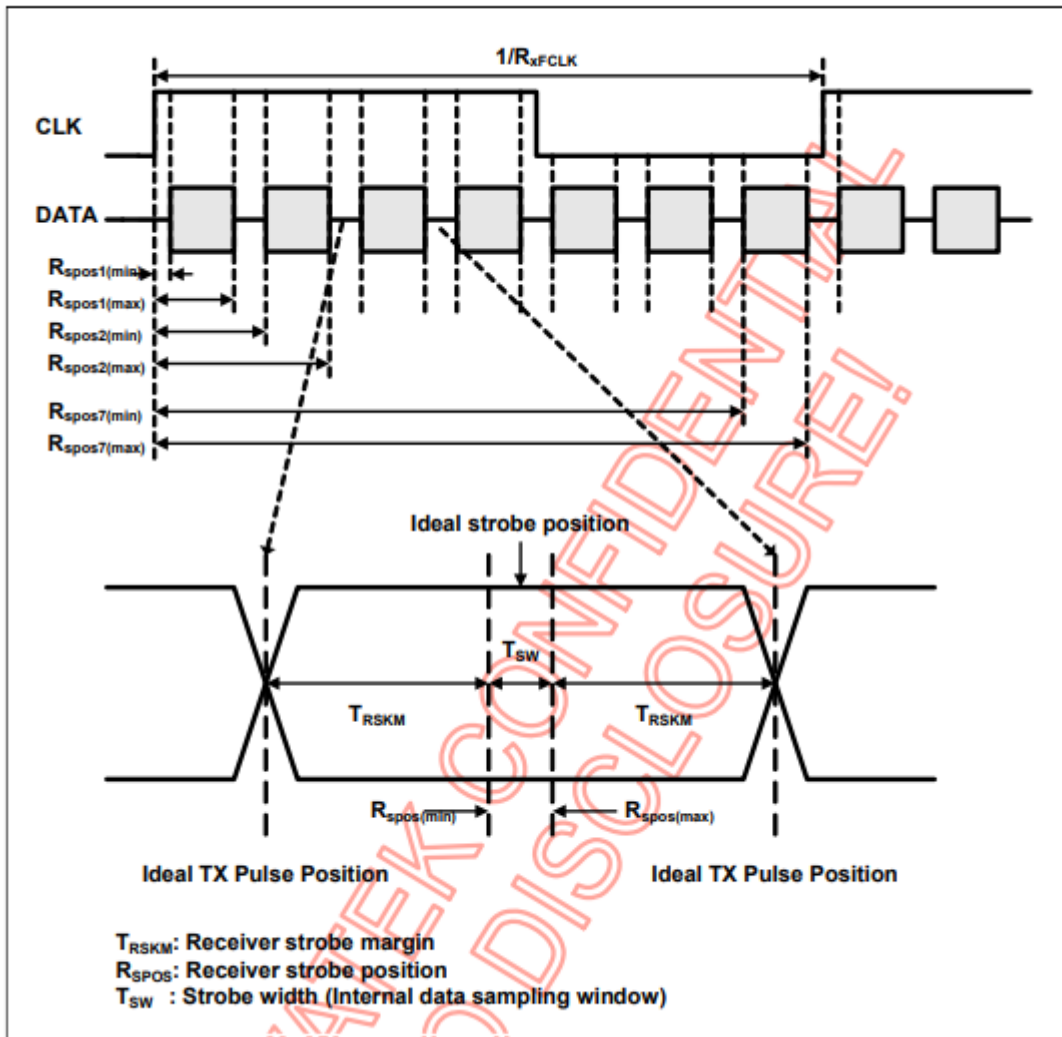 1/RxFCLK
CLK
DATA
Rspos1(min)
Rspos1(max)
Rspos2(min)
Rspos2(max)
Rspos7(min)
Rspos7(max)
Ideal strobe position
TSW
TRSKM
TRSKM
Rspos(min)
Rspos(max)
Ideal TX Pulse Position
Ideal TX Pulse Position
TRSKM: Receiver strobe margin
RSPOS: Receiver strobe position
TSW : Strobe width (Internal data sampling window)
ATEK CONFIDENTIAL
O DISCLOSURE!